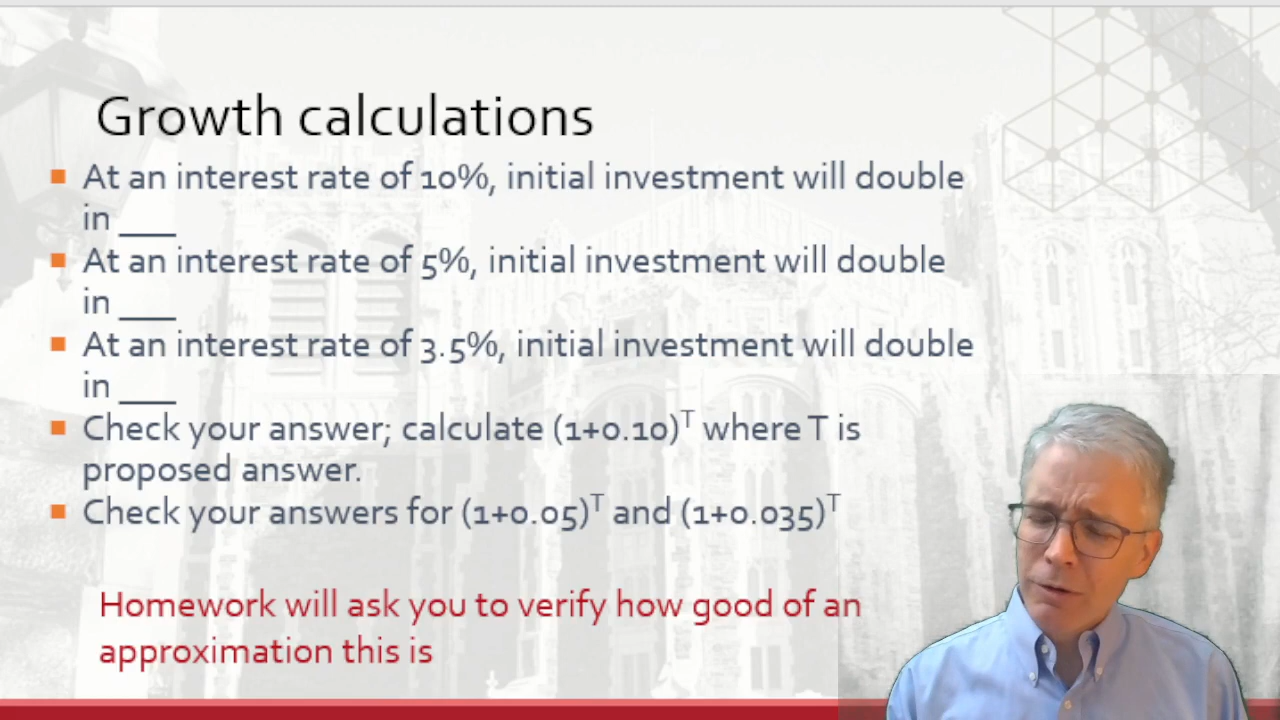 Growth calculations
At an interest rate of 10%, initial investment will double
in ___
At an interest rate of 5%, initial investment will double
in ___
At an interest rate of 3.5%, initial investment will double
in ___
Check your answer; calculate (1+0.10)^T where T is
proposed answer.
Check your answers for (1+0.05)^T and (1+0.035)^T
Homework will ask you to verify how good of an
approximation this is